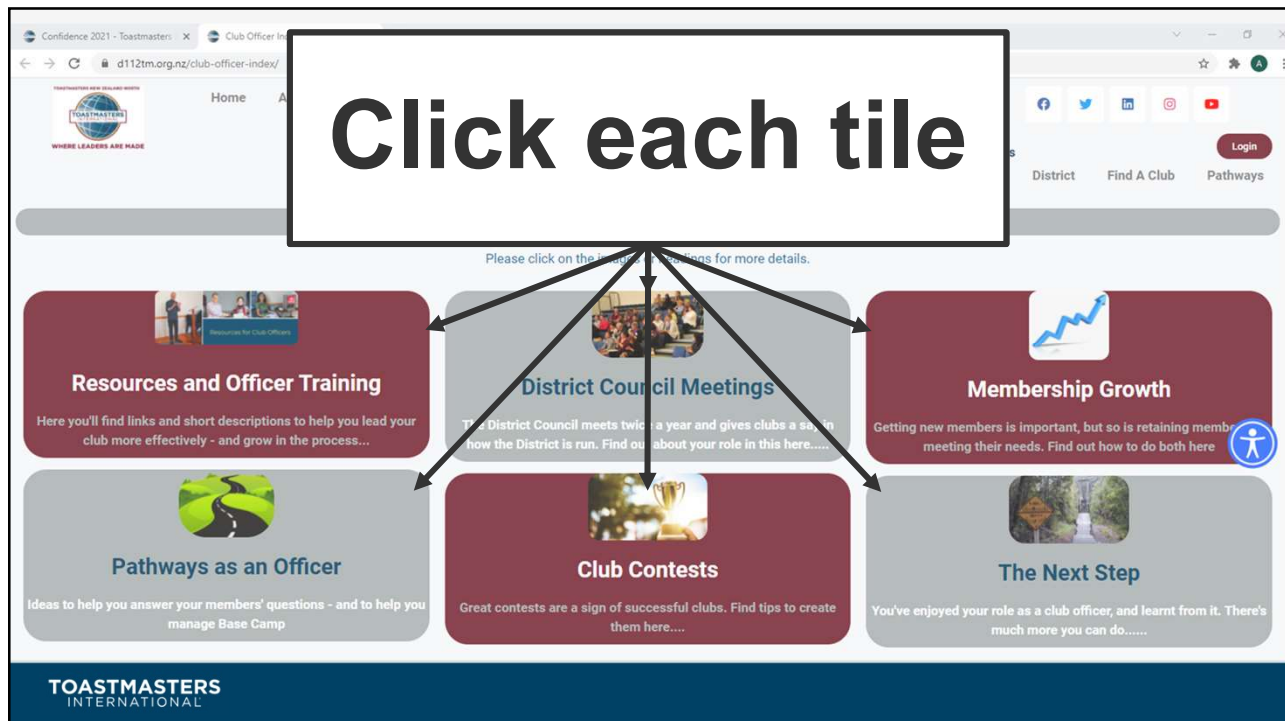 Confidence 2021 - Toastmasters
Club Officer In
d112tm.org.nz/club-officer-index/
A
TOASTMASTERS NEW ZEALAND NORTH
TOASTMASTERS
INTERNATIONAL
WHERE LEADERS ARE MADE
Home
Click each tile
Login
District
Find A Club
Pathways
Please click on the images or headings for more details.
Resources for Club Officers
Resources and Officer Training
Here you'll find links and short descriptions to help you lead your
club more effectively - and grow in the process...
District Council Meetings
The District Council meets twice a year and gives clubs a say in
how the District is run. Find out about your role in this here.....
Membership Growth
Getting new members is important, but so is retaining
meeting their needs. Find out how to do both here
Pathways as an Officer
Ideas to help you answer your members' questions - and to help you
manage Base Camp
Club Contests
Great contests are a sign of successful clubs. Find tips to create
them here....
The Next Step
You've enjoyed your role as a club officer, and learnt from it. There's
much more you can do......
TOASTMASTERS
INTERNATIONAL